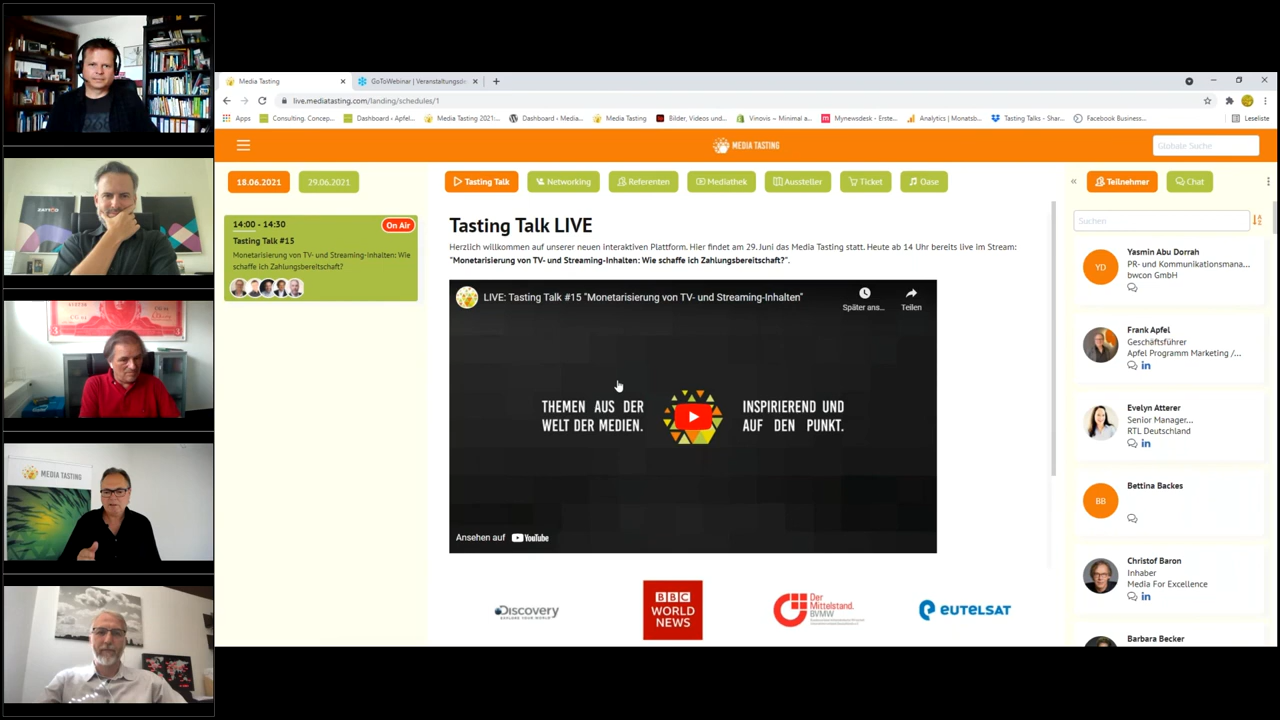 Media Tasting
GoToWebinar | Veranstaltungsde
live.mediatasting.com/landing/schedules/1
Apps
Consulting. Concep...
Dashboard ‹ Apfel...
Media Tasting 2021:...
Dashboard ‹ Media...
Media Tasting
Bilder, Videos und...
Vinovis – Minimal a...
Mynewsdesk - Erste...
Analytics | Monatsb...
Tasting Talks - Shar...
Facebook Business...
Leseliste
MEDIA TASTING
Globale Suche
18.06.2021
29.06.2021
Tasting Talk
Networking
Referenten
Mediathek
Aussteller
Ticket
Oase
Teilnehmer
Chat
14:00 - 14:30
On Air
Tasting Talk #15
Monetarisierung von TV- und Streaming-Inhalten: Wie
schaffe ich Zahlungsbereitschaft?
Tasting Talk LIVE
Herzlich willkommen auf unserer neuen interaktiven Plattform. Hier findet am 29. Juni das Media Tasting statt. Heute ab 14 Uhr bereits live im Stream:
"Monetarisierung von TV- und Streaming-Inhalten: Wie schaffe ich Zahlungsbereitschaft?".
LIVE: Tasting Talk #15 "Monetarisierung von TV- und Streaming-Inhalten"
Später ans...
Teilen
THEMEN AUS DER
WELT DER MEDIEN.
INSPIRIEREND UND
AUF DEN PUNKT.
Ansehen auf
YouTube
Discovery
EXPLORE YOUR WORLD
BBC
WORLD
NEWS
Der
Mittelstand.
BVMW
eutelsat
Suchen
YD
Yasmin Abu Dorrah
PR- und Kommunikationsmana...
bwcon GmbH
Frank Apfel
Geschäftsführer
Apfel Programm Marketing /...
in
Evelyn Atterer
Senior Manager...
RTL Deutschland
in
BB
Bettina Backes
Christof Baron
Inhaber
Media For Excellence
in
Barbara Becker
MEDIA TASTING